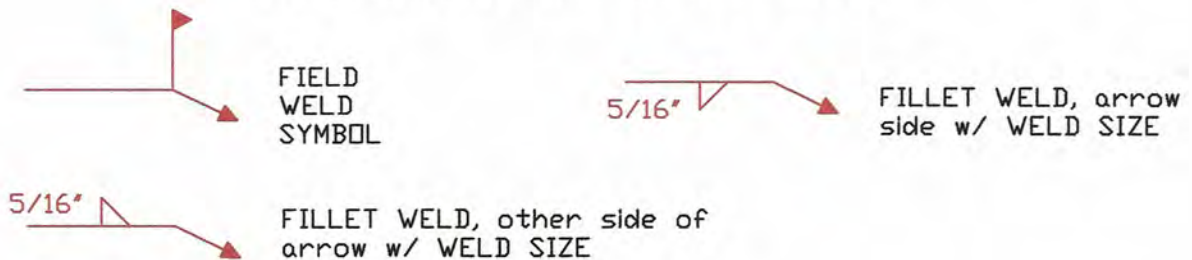 FIELD
WELD
SYMBOL
5/16"
FILLET WELD, arrow
side w/ WELD SIZE
5/16"
FILLET WELD, other side of
arrow w/ WELD SIZE